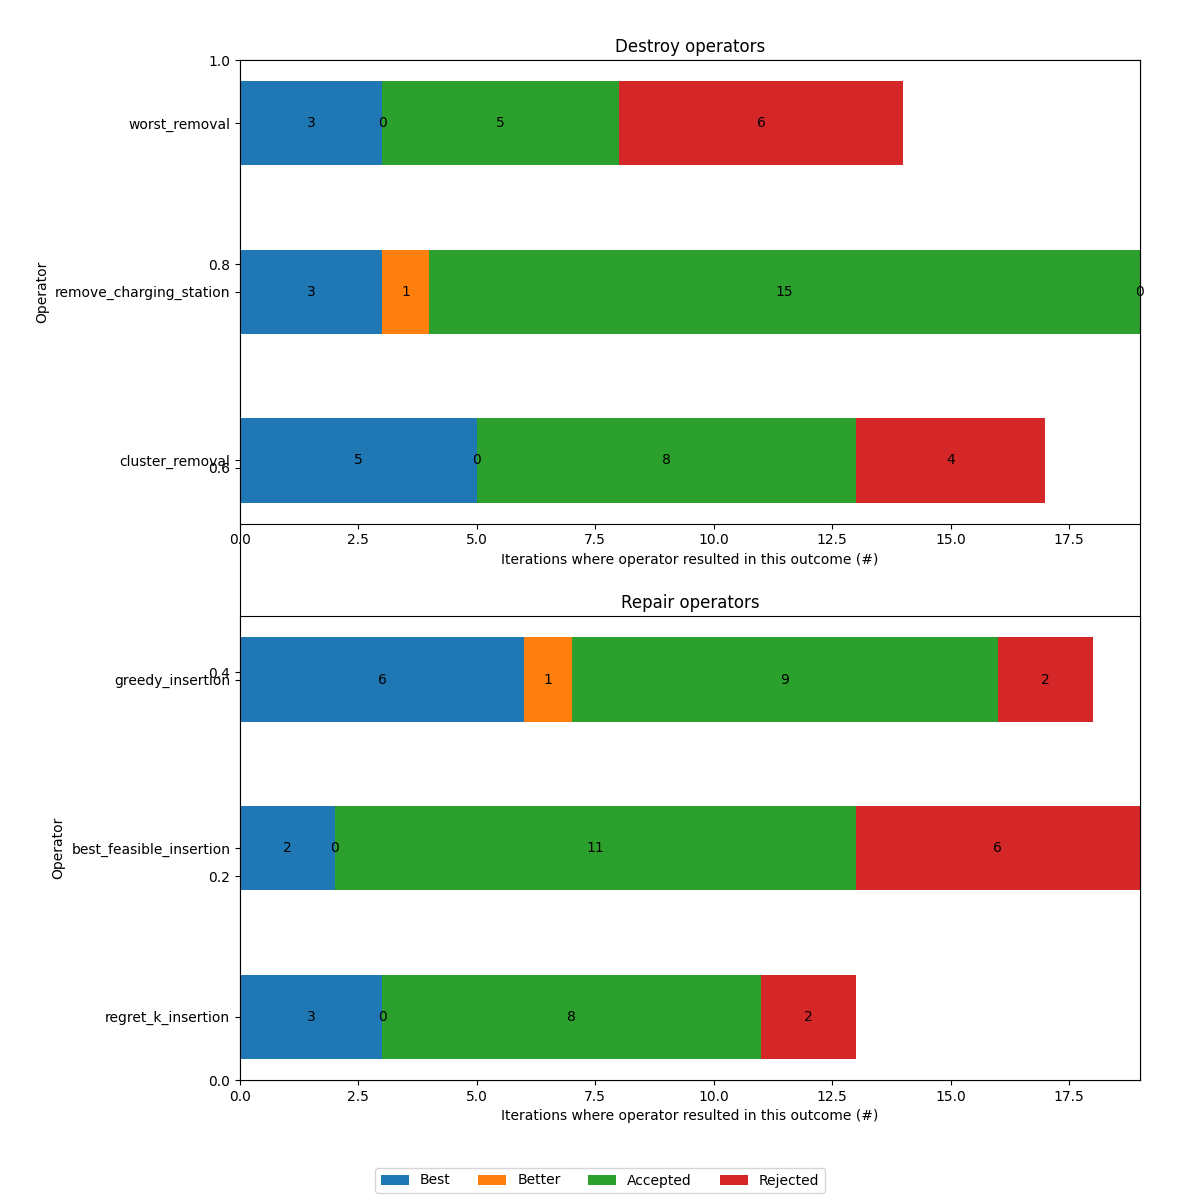 Destroy operators
1.0
worst_removal
3 0 5 6
0.8
Operator
remove_charging_station
3 1 15 0
cluster_removal
5 0 8 4
0.6
0.0 2.5 5.0 7.5 10.0 12.5 15.0 17.5
Iterations where operator resulted in this outcome (#)
Repair operators
0.4
greedy_insertion
6 1 9 2
Operator
best_feasible_insertion
2 0 11 6
0.2
regret_k_insertion
3 0 8 2
0.0
0.0 2.5 5.0 7.5 10.0 12.5 15.0 17.5
Iterations where operator resulted in this outcome (#)
Best Better Accepted Rejected